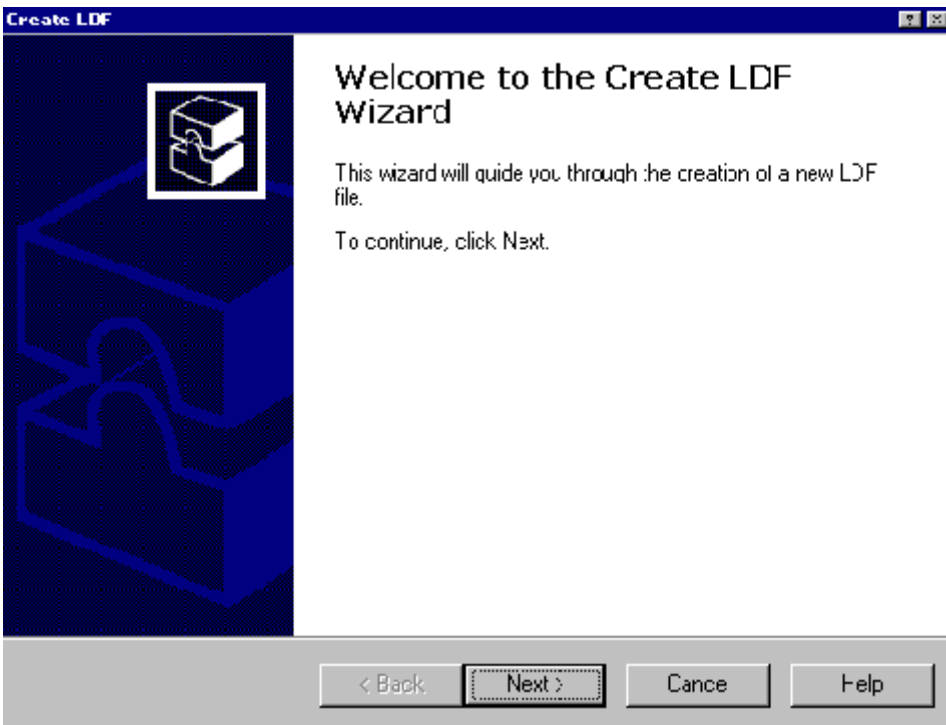 Create LDF
Welcome to the Create LDF
Wizard
This wizard will guide you through the creation of a new LDF
file.
To continue, click Next.
< Back Next > Cance Help